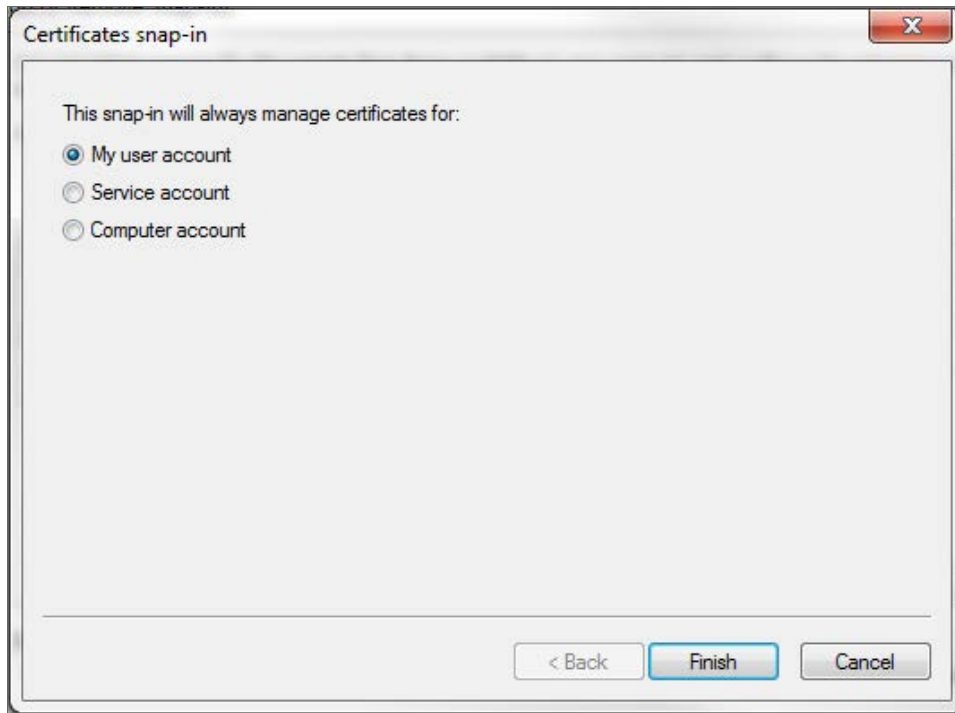 Certificates snap-in
This snap-in will always manage certificates for:
My user account
Service account
Computer account
< Back Finish Cancel